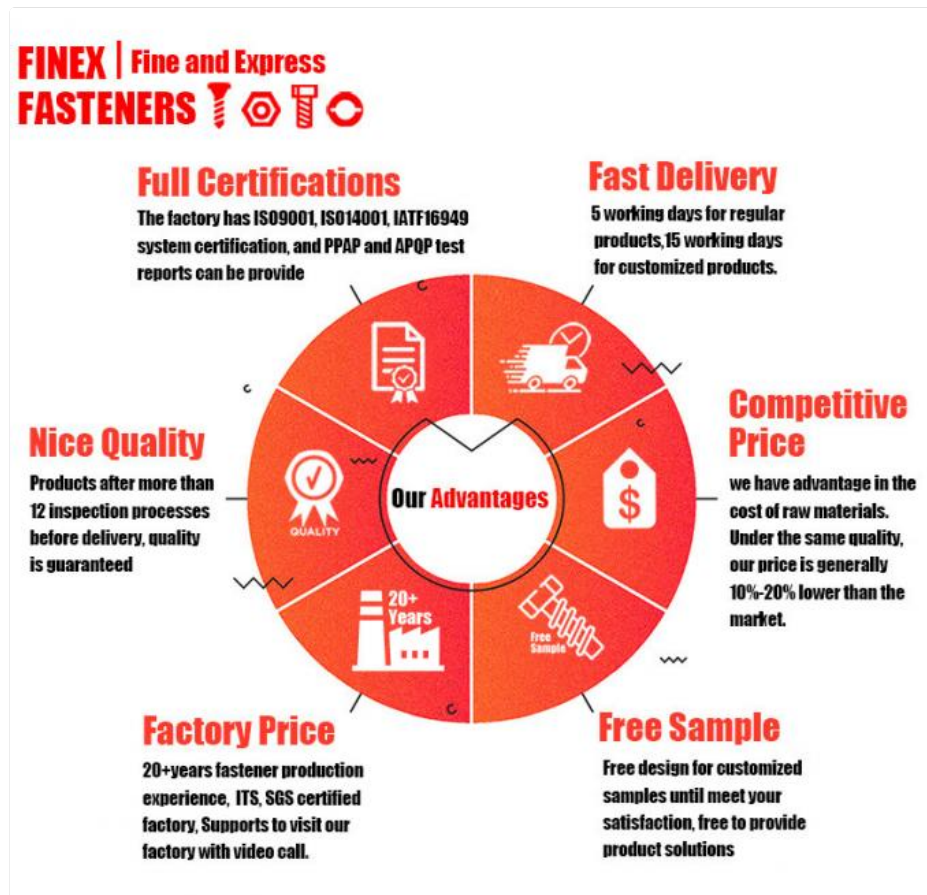 FINEX | Fine and Express
FASTENERS
Full Certifications
The factory has ISO9001, ISO14001, IATF16949
system certification, and PPAP and APQP test
reports can be provide
Fast Delivery
5 working days for regular
products,15 working days
for customized products.
Nice Quality
Products after more than
12 inspection processes
before delivery, quality
is guaranteed
QUALITY
Our Advantages
$
Competitive
Price
we have advantage in the
cost of raw materials.
Under the same quality,
our price is generally
10%-20% lower than the
market.
20+
Years
Free
Sample
Factory Price
20+years fastener production
experience, ITS, SGS certified
factory, Supports to visit our
factory with video call.
Free Sample
Free design for customized
samples until meet your
satisfaction, free to provide
product solutions